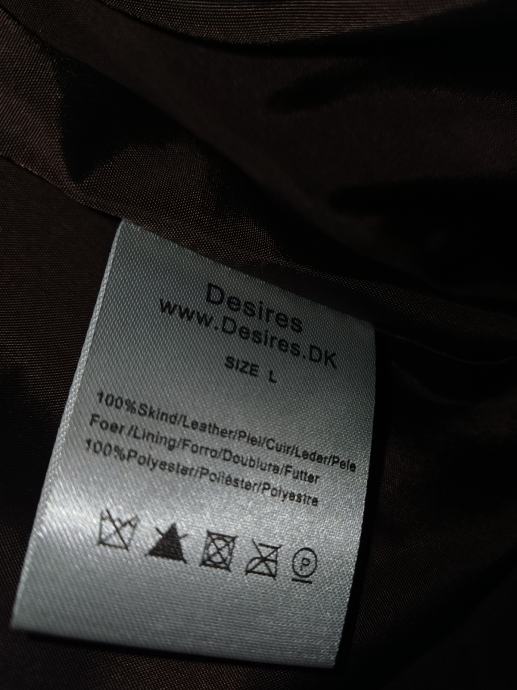 Desires
www.Desires.DK
SIZE L
100%Skind/Leather/Piel/Cuir/Leder/Pele
Foer /Lining/Forro/Doublure/Futter
100%Polyester/Poliéster/Polyestre
P